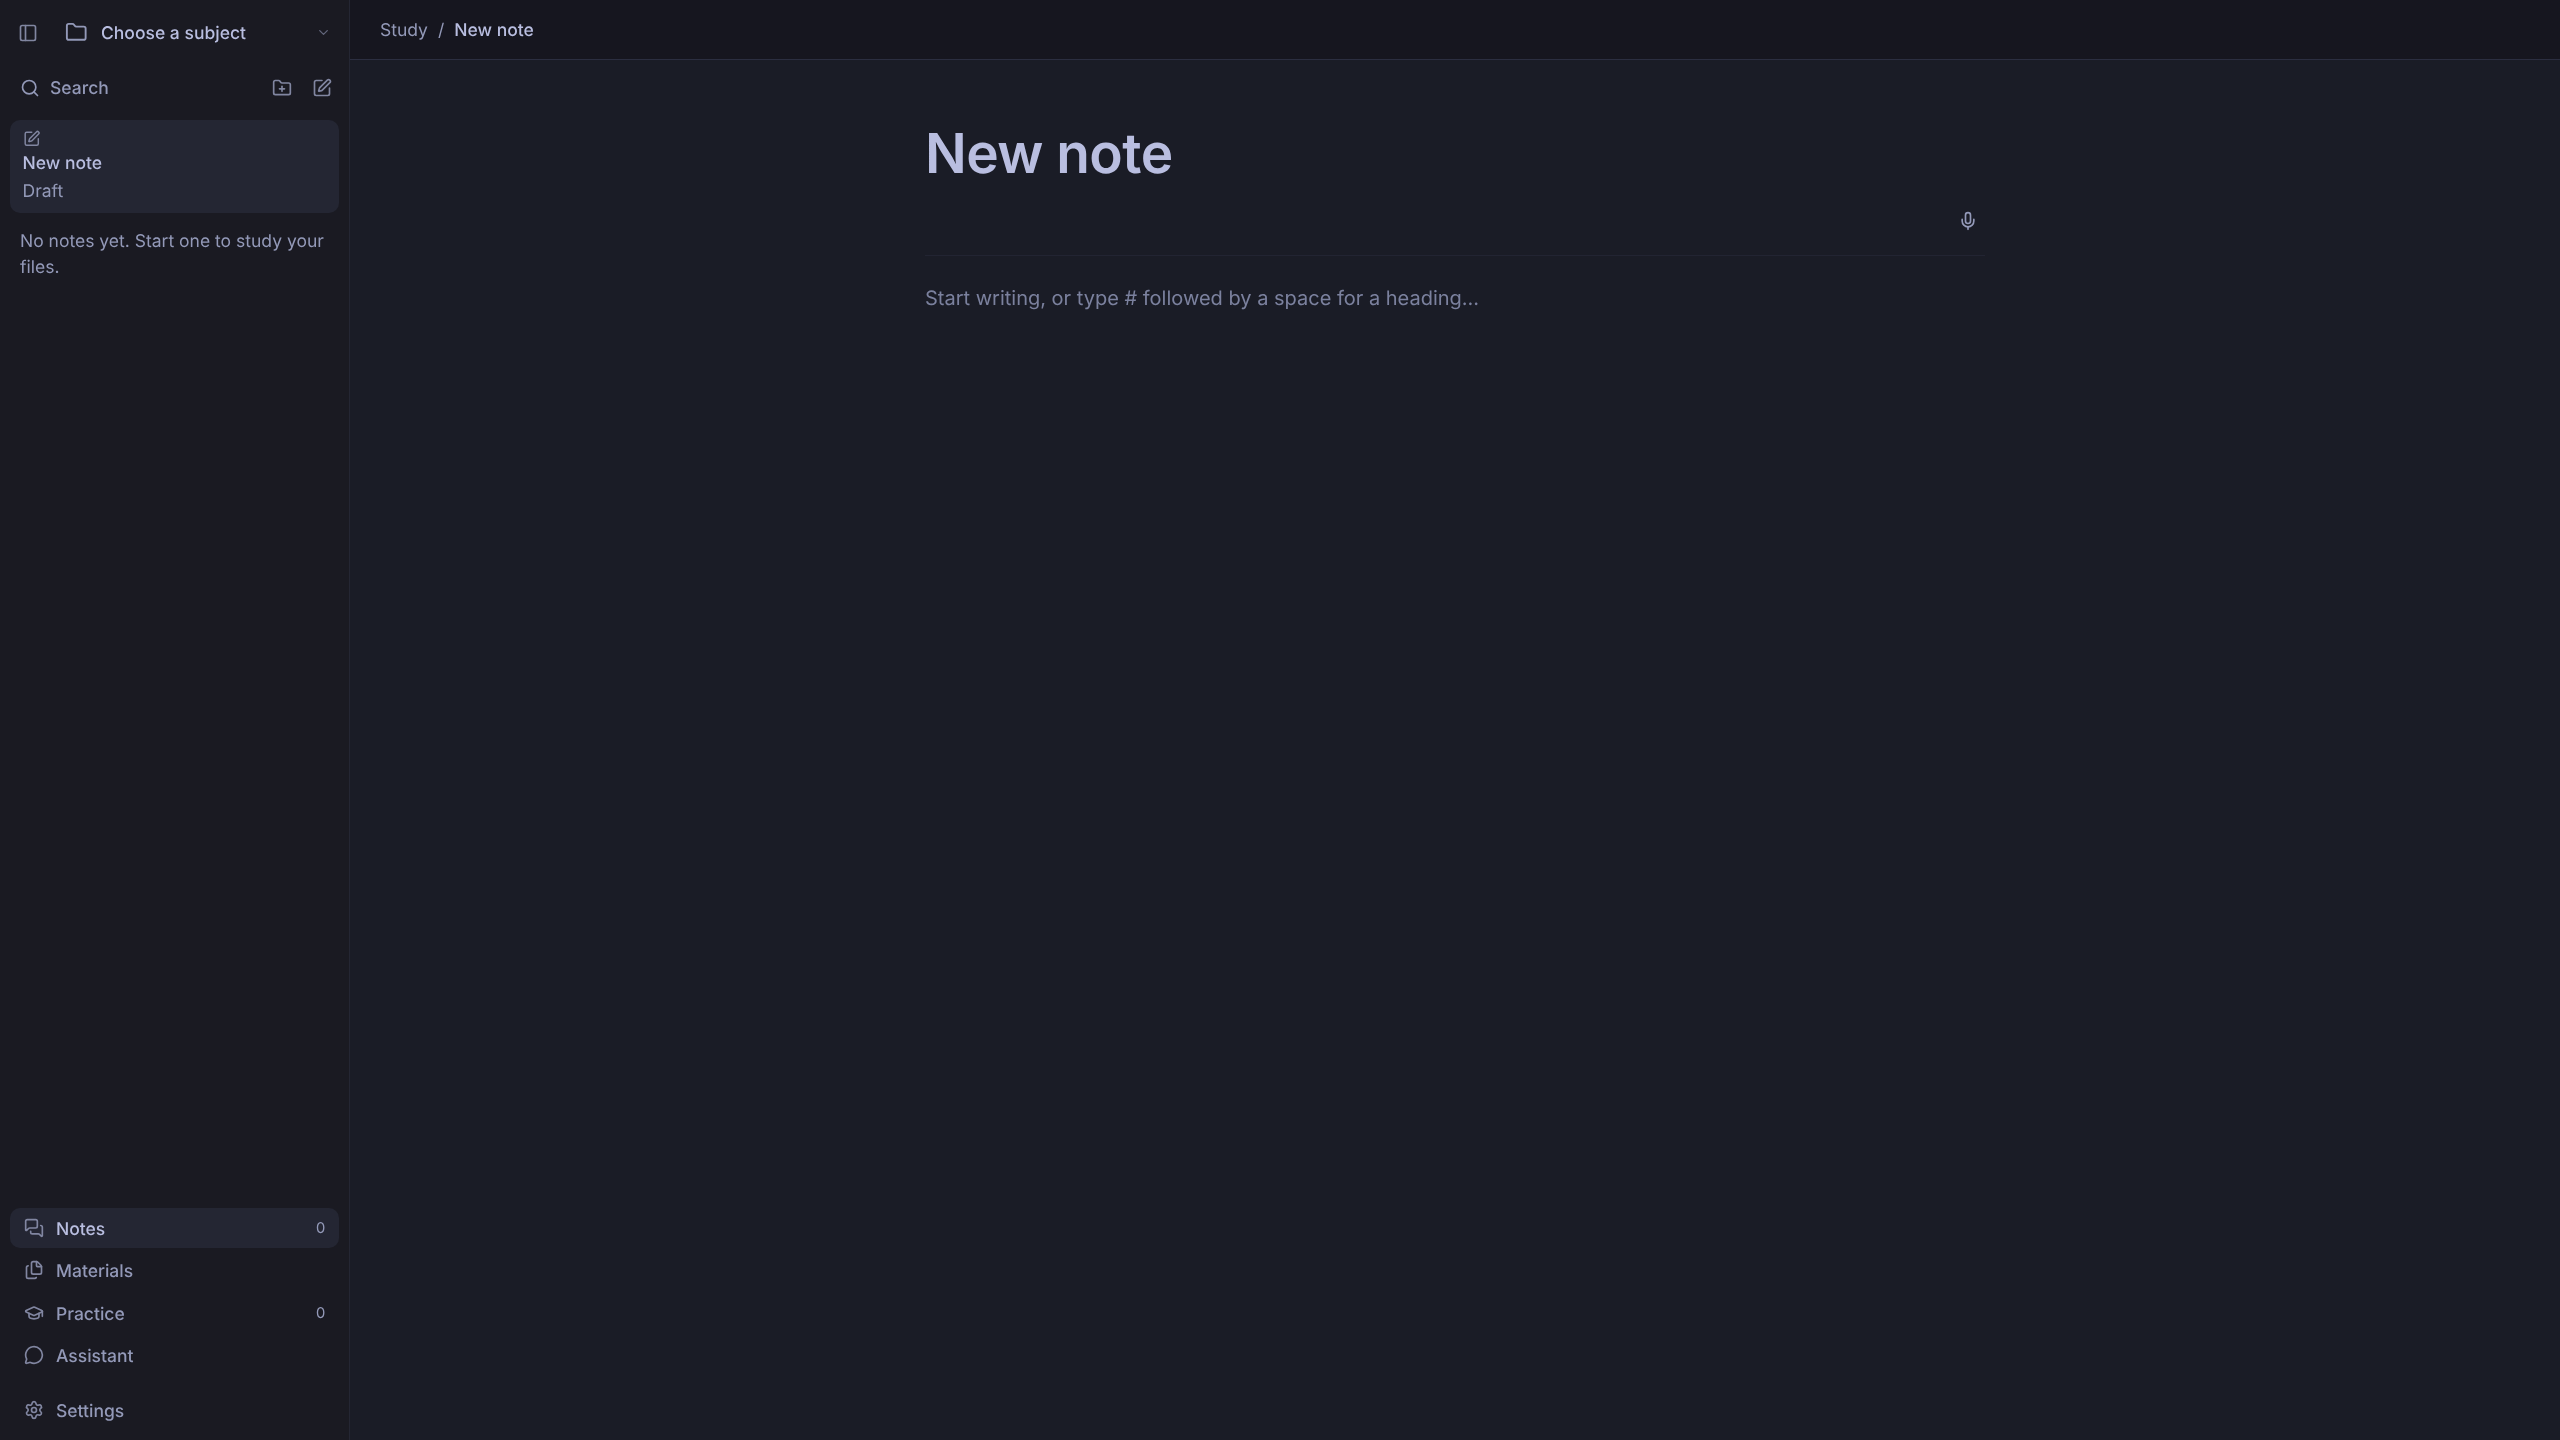 Choose a subject
Search
New note
Draft
No notes yet. Start one to study your
files.
Notes 0
Materials
Practice 0
Assistant
Settings
Study / New note
New note
Start writing, or type # followed by a space for a heading...